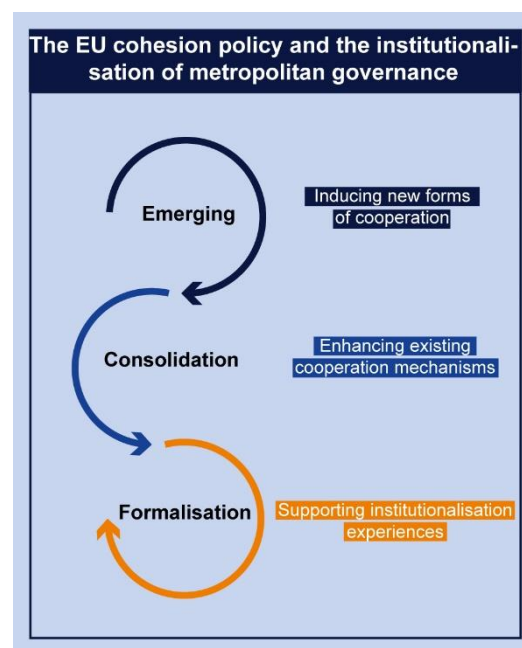 The EU cohesion policy and the institutionali-
sation of metropolitan governance
Emerging
Inducing new forms
of cooperation
Consolidation
Enhancing existing
cooperation mechanisms
Formalisation
Supporting institutionalisation
experiences